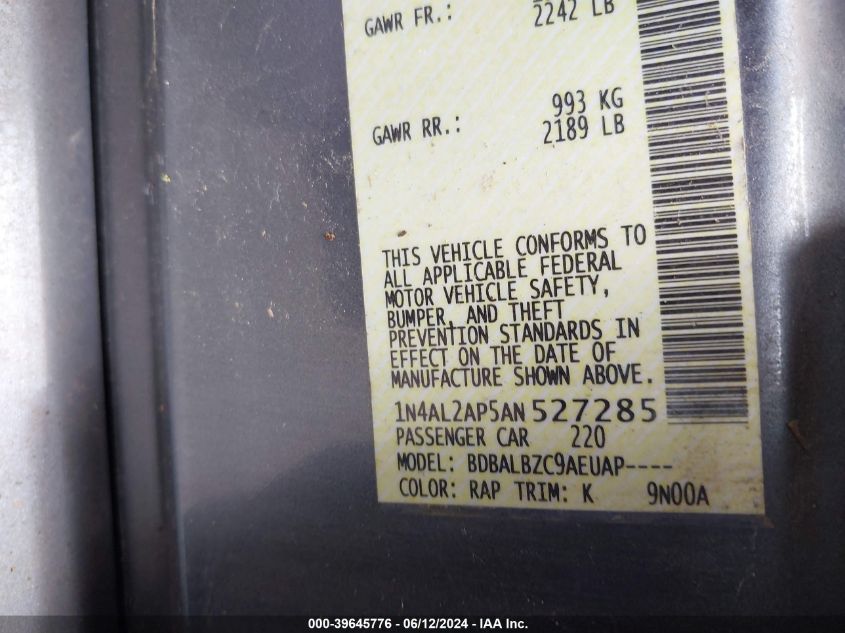 GAWR FR.: 2242 LB
993 KG
GAWR RR.: 2189 LB
THIS VEHICLE CONFORMS TO
ALL APPLICABLE FEDERAL
MOTOR VEHICLE SAFETY,
BUMPER, AND THEFT
PREVENTION STANDARDS IN
EFFECT ON THE DATE OF
MANUFACTURE SHOWN ABOVE.
1N4AL2AP5AN527285
PASSENGER CAR 220
MODEL: BDBALBZC9AEUAP----
COLOR: RAP TRIM: K 9N00A
000-39645776 - 06/12/2024 - IAA Inc.